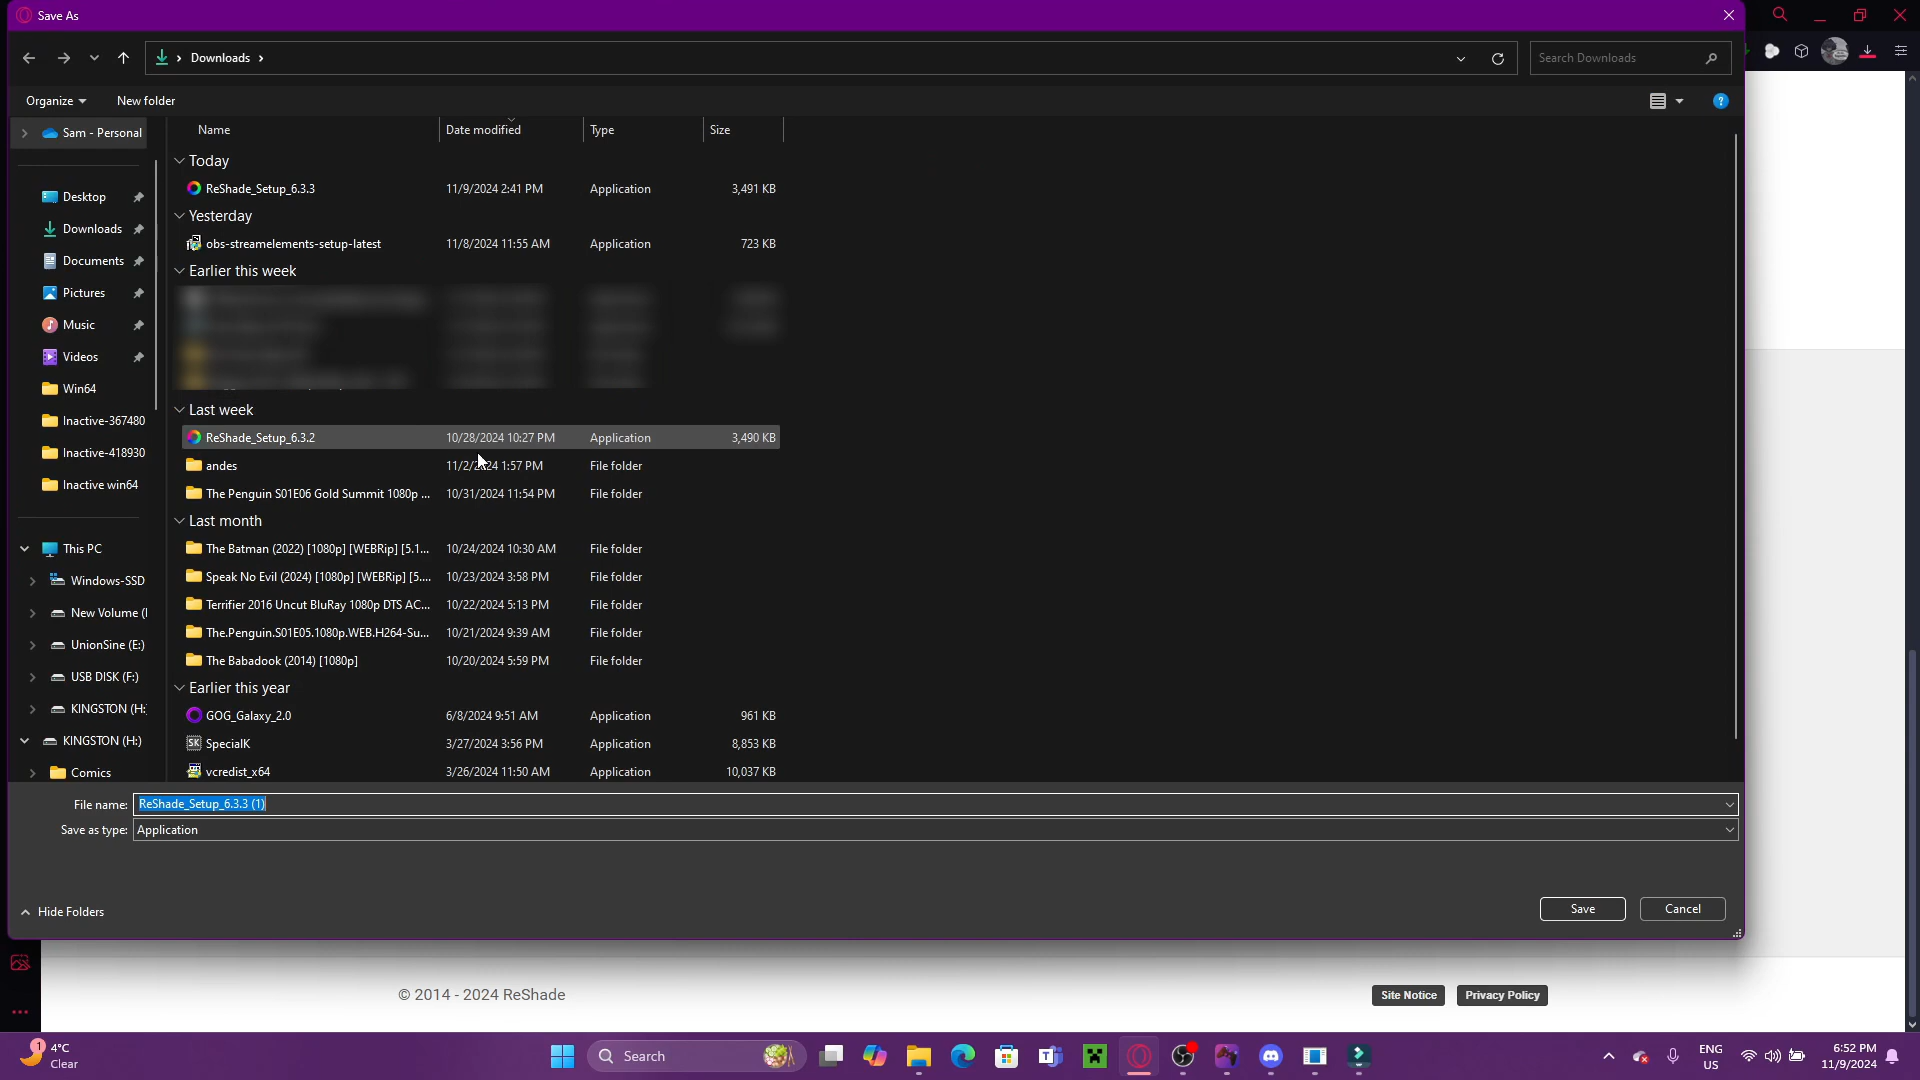 Save As
Downloads
Search Downloads
Organize
New folder
Sam - Personal
Desktop
Downloads
Documents
Pictures
Music
Videos
Win64
Inactive-367480
Inactive-418930
Inactive win64
This PC
Windows-SSD
New Volume (
UnionSine (E:)
USB DISK (F:)
KINGSTON (H:
KINGSTON (H:)
Comics
Name Date modified Type Size
Today
ReShade_Setup_6.3.3 11/9/2024 2:41 PM Application 3,491 KB
Yesterday
obs-streamelements-setup-latest 11/8/2024 11:55 AM Application 723 KB
Earlier this week
Last week
ReShade_Setup_6.3.2 10/28/2024 10:27 PM Application 3,490 KB
andes 11/2/2024 1:57 PM File folder
The Penguin S01E06 Gold Summit 1080p ... 10/31/2024 11:54 PM File folder
Last month
The Batman (2022) [1080p] [WEBRip] [5.1... 10/24/2024 10:30 AM File folder
Speak No Evil (2024) [1080p] [WEBRip] [5.... 10/23/2024 3:58 PM File folder
Terrifier 2016 Uncut BluRay 1080p DTS AC... 10/22/2024 5:13 PM File folder
The.Penguin.S01E05.1080p.WEB.H264-Su... 10/21/2024 9:39 AM File folder
The Babadook (2014) [1080p] 10/20/2024 5:59 PM File folder
Earlier this year
GOG_Galaxy_2.0 6/8/2024 9:51 AM Application 961 KB
SpecialK 3/27/2024 3:56 PM Application 8,853 KB
vcredist_x64 3/26/2024 11:50 AM Application 10,037 KB
File name: ReShade_Setup_6.3.3 (1)
Save as type: Application
Hide Folders
Save
Cancel
© 2014 - 2024 ReShade
Site Notice
Privacy Policy
1
4°C
Clear
Search
ENG
US
6:52 PM
11/9/2024